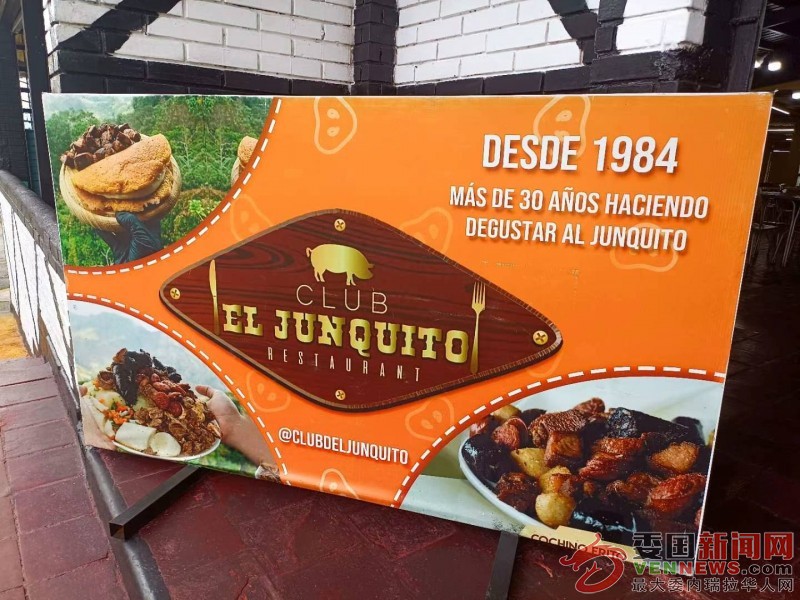 DESDE 1984
MÁS DE 30 AÑOS HACIENDO
DEGUSTAR AL JUNQUITO
CLUB
EL JUNQUITO
RESTAURANT
@CLUBDELJUNQUITO
COCHINO FRITO
委国新闻网
VENNEWS.COM
最大委内瑞拉华人网